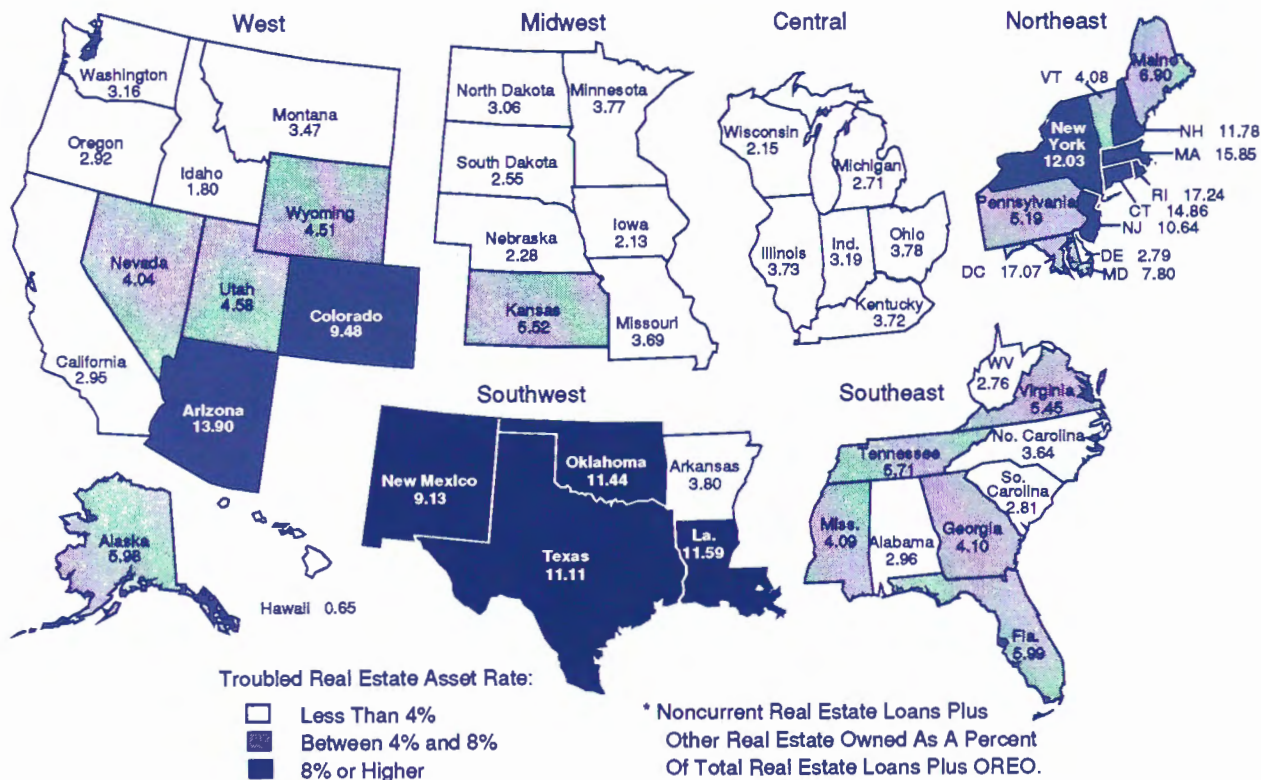 West
Washington
3.16
Montana
3.47
Oregon
2.92
Idaho
1.80
Wyoming
4.51
Nevada
4.04
Utah
4.58
Colorado
9.48
California
2.95
Arizona
13.90
Alaska
5.98
Hawaii 0.65
Midwest
North Dakota
3.06
Minnesota
3.77
South Dakota
2.55
Iowa
2.13
Nebraska
2.28
Kansas
5.52
Missouri
3.69
Central
Wisconsin
2.15
Michigan
2.71
Illinois
3.73
Ind.
3.19
Ohio
3.78
Kentucky
3.72
Northeast
Maine
6.90
VT 4.08
New
York
12.03
NH 11.78
MA 15.85
RI 17.24
CT 14.86
NJ 10.64
Pennsylvania
5.19
DE 2.79
DC 17.07
MD 7.80
Southwest
New Mexico
9.13
Oklahoma
11.44
Arkansas
3.80
Texas
11.11
La.
11.59
Southeast
WV
2.76
Virginia
5.45
No. Carolina
3.64
Tennessee
5.71
So.
Carolina
2.81
Miss.
4.09
Alabama
2.96
Georgia
4.10
Fla.
5.99
Troubled Real Estate Asset Rate:
Less Than 4%
Between 4% and 8%
8% or Higher
* Noncurrent Real Estate Loans Plus
Other Real Estate Owned As A Percent
Of Total Real Estate Loans Plus OREO.